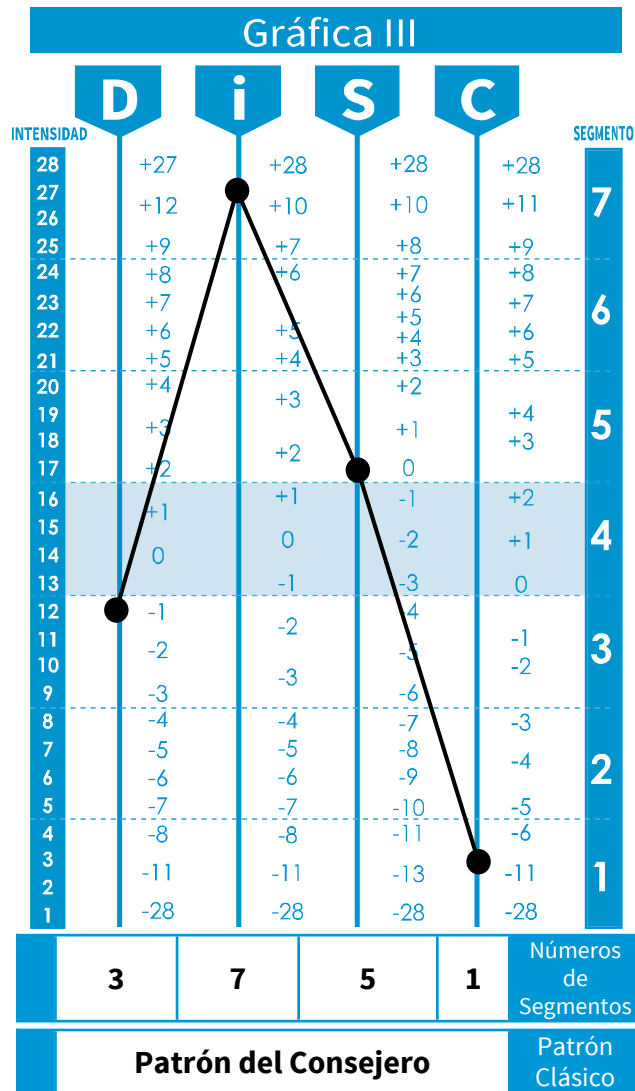 Gráfica III
D i S C
INTENSIDAD SEGMENTO
28 +27 +28 +28 +28
27
26 +12 +10 +10 +11 7
25 +9 +7 +8 +9
24 +8 +6 +7 +8
23 +7 +6 +7 6
+5
22 +6 +5 +4 +6
21 +5 +4 +3 +5
20 +4 +3 +2
19 +3 +1 +4 5
18 +2 +3
17 +2 0
16 +1 +1 -1 +2
15 0 -2 +1 4
14 0
13 -1 -3 0
12 -1 -2 -4
11 -2 -5 -1 3
10 -3 -2
9 -3 -6
8 -4 -4 -7 -3
7 -5 -5 -8 -4 2
6 -6 -6 -9
5 -7 -7 -10 -5
4 -8 -8 -11 -6
3 -11 -11 -13 -11 1
2
1 -28 -28 -28 -28
3 7 5 1 Números
de
Segmentos
Patrón del Consejero Patrón
Clásico